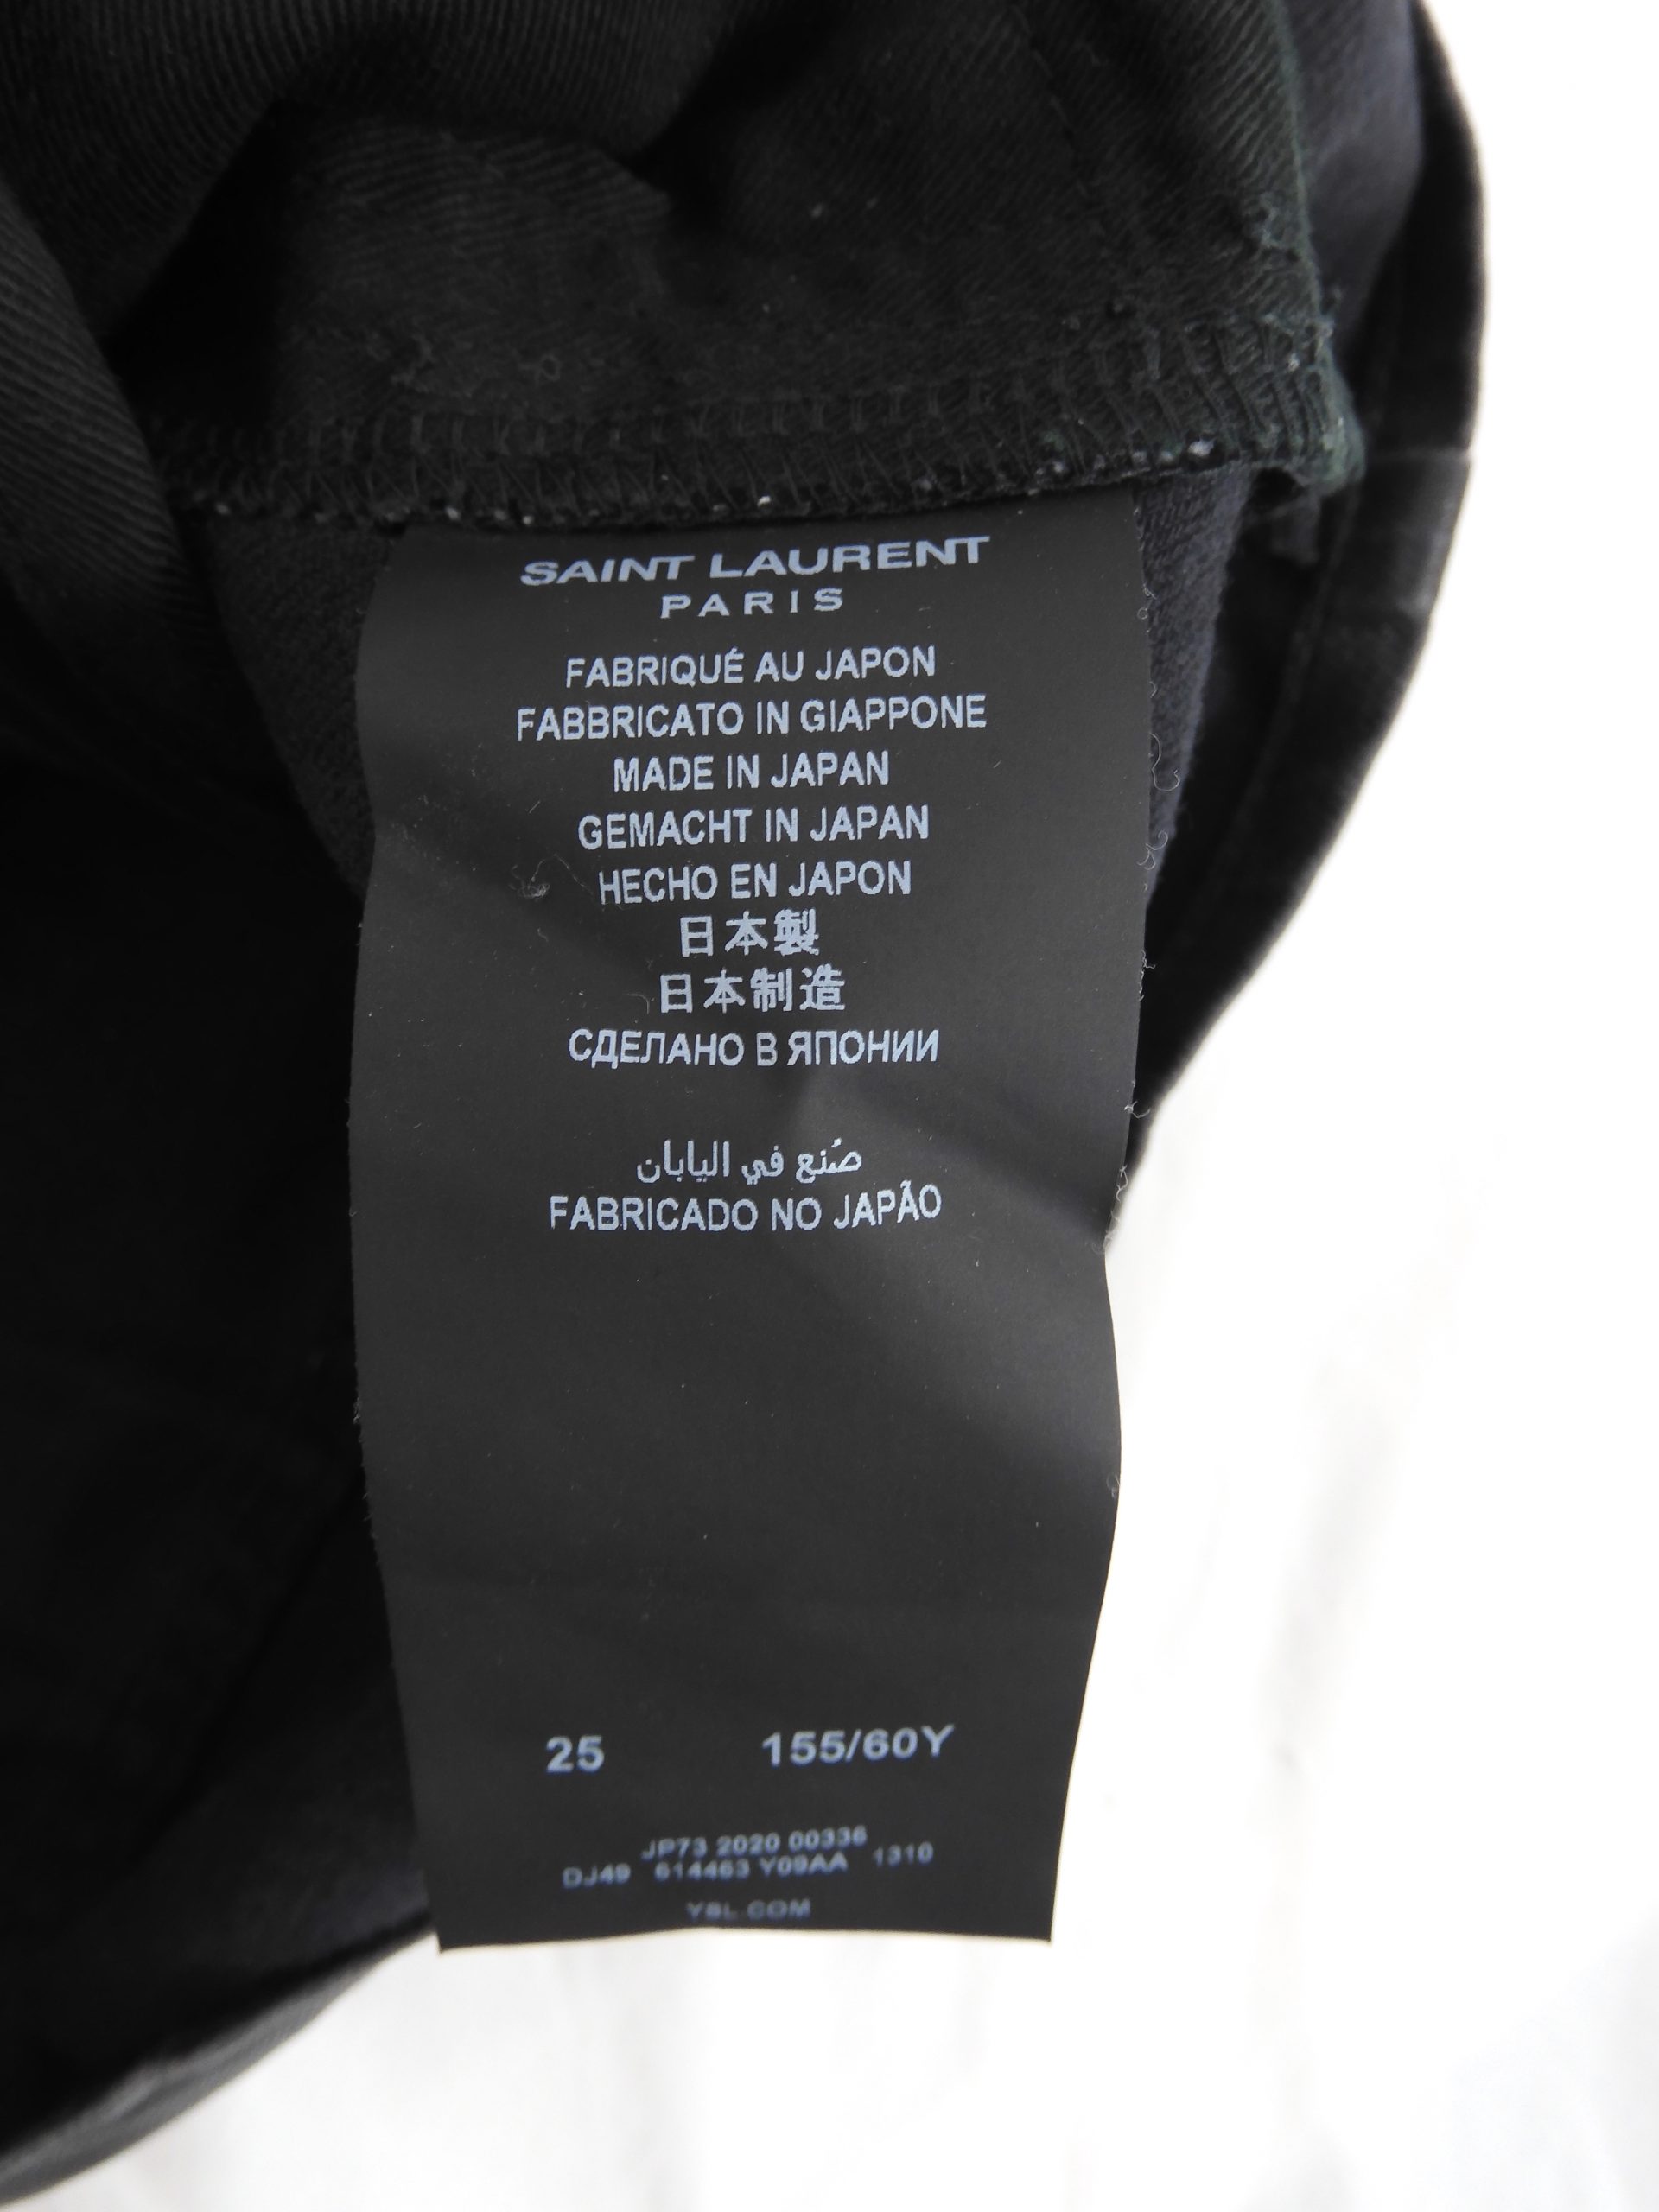 SAINT LAURENT
PARIS
FABRIQUÉ AU JAPON
FABBRICATO IN GIAPPONE
MADE IN JAPAN
GEMACHT IN JAPAN
HECHO EN JAPON
日本製
日本制造
СДЕЛАНО В ЯПОНИИ
صُنع في اليابان
FABRICADO NO JAPÃO
25 155/60Y
JP73 2020 00336
DJ49 614463 Y09AA 1310
YSL.COM